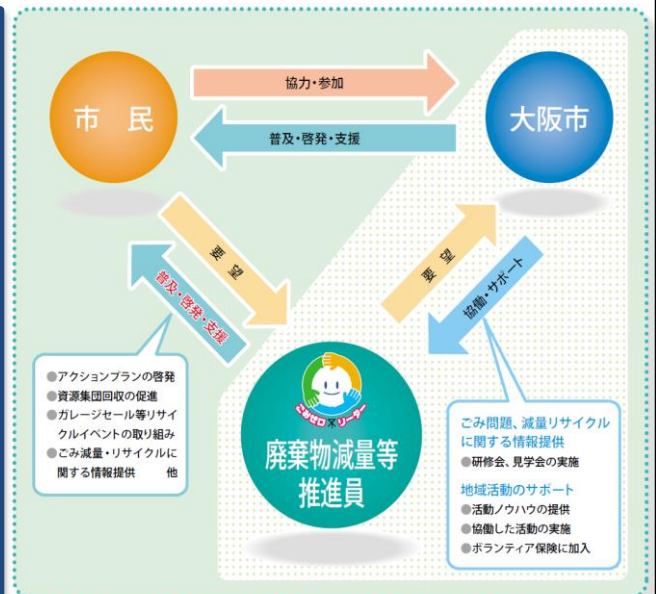 協力・参加
市 民
大阪市
普及・啓発・支援
要 望
普及・啓発・支援
要 望
協働・サポート
●アクションプランの啓発
●資源集団回収の促進
●ガレージセール等リサイ
クルイベントの取り組み
●ごみ減量・リサイクルに
関する情報提供 他
ごみゼロリーダー
廃棄物減量等
推進員
ごみ問題、減量リサイクル
に関する情報提供
●研修会、見学会の実施
地域活動のサポート
●活動ノウハウの提供
●協働した活動の実施
●ボランティア保険に加入